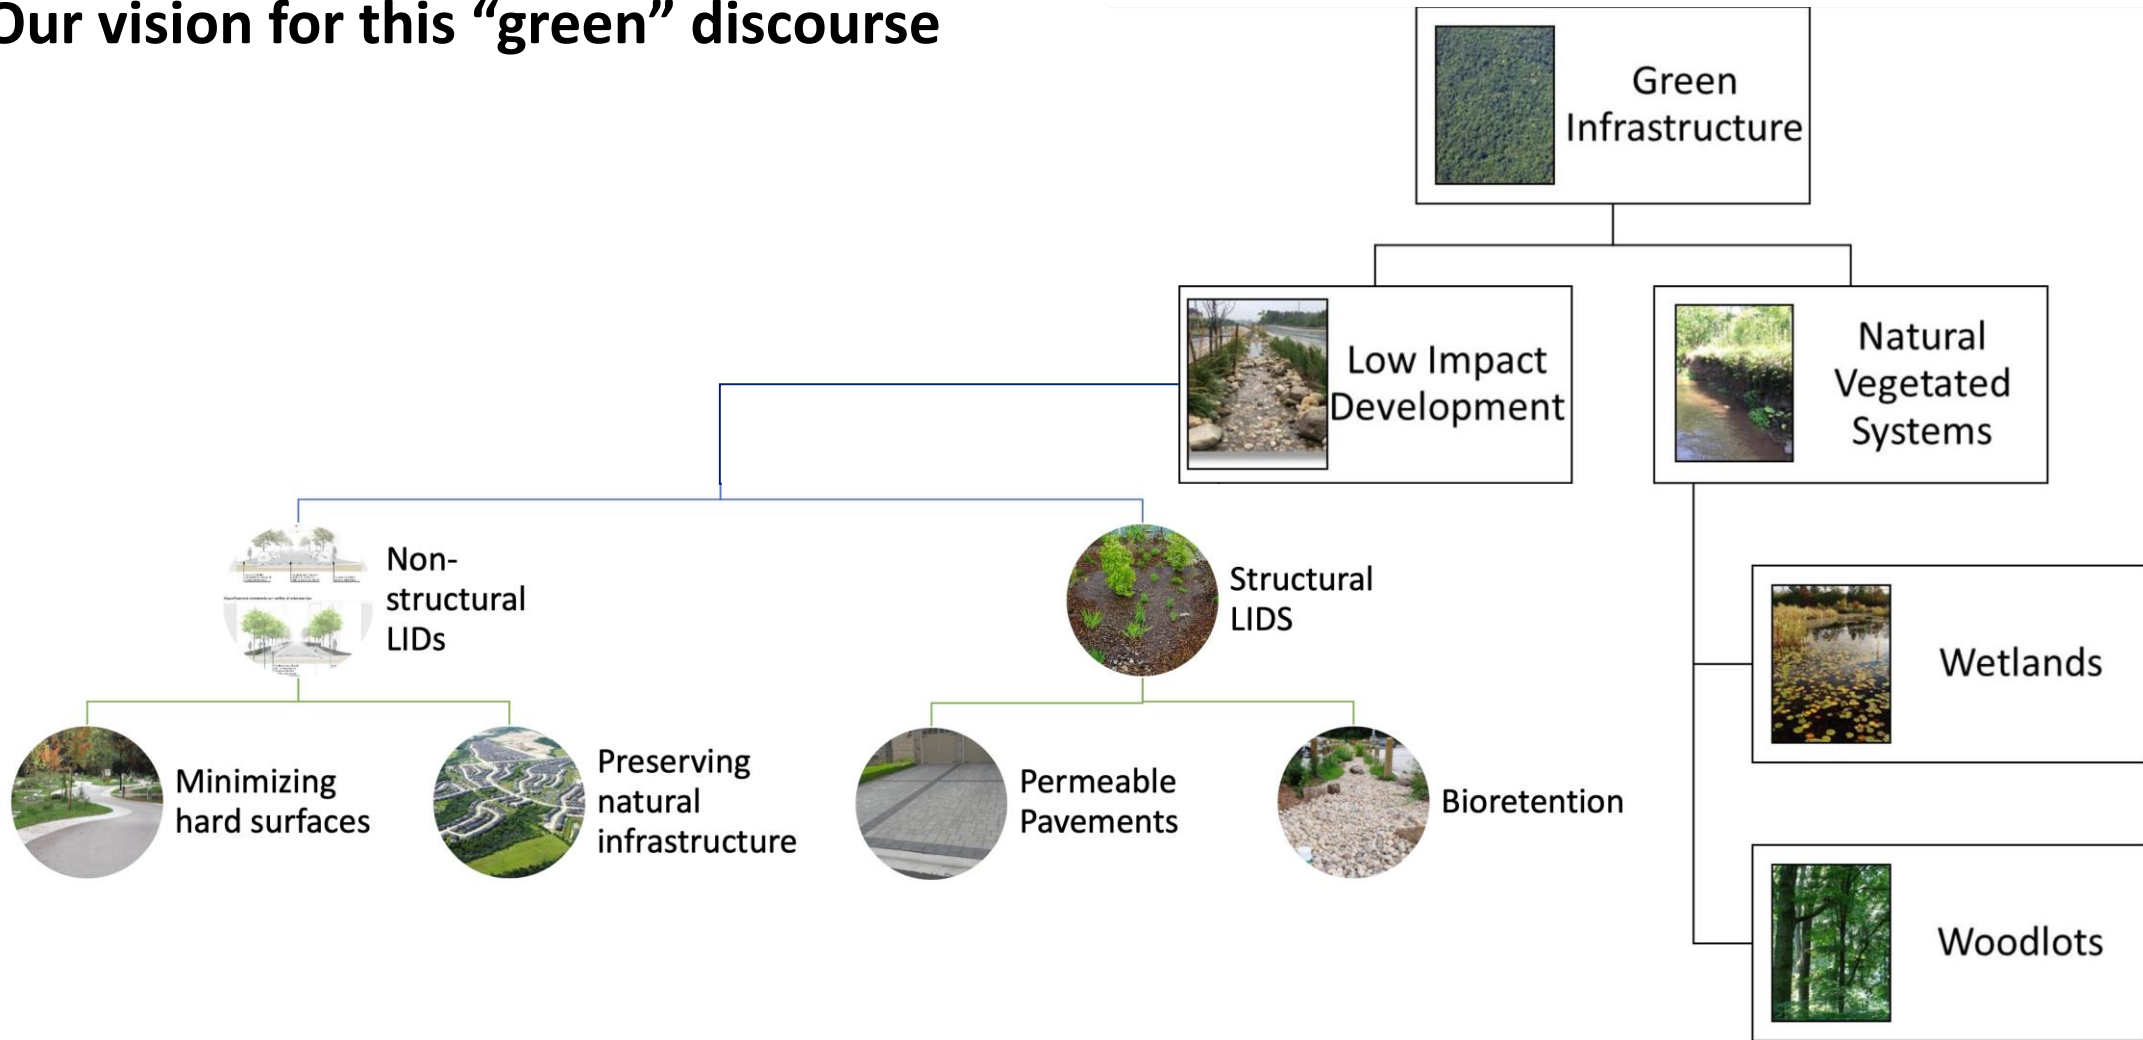 Our vision for this “green” discourse
Green
Infrastructure
Low Impact
Development
Natural
Vegetated
Systems
Non-
structural
LIDs
Structural
LIDS
Minimizing
hard surfaces
Preserving
natural
infrastructure
Permeable
Pavements
Bioretention
Wetlands
Woodlots